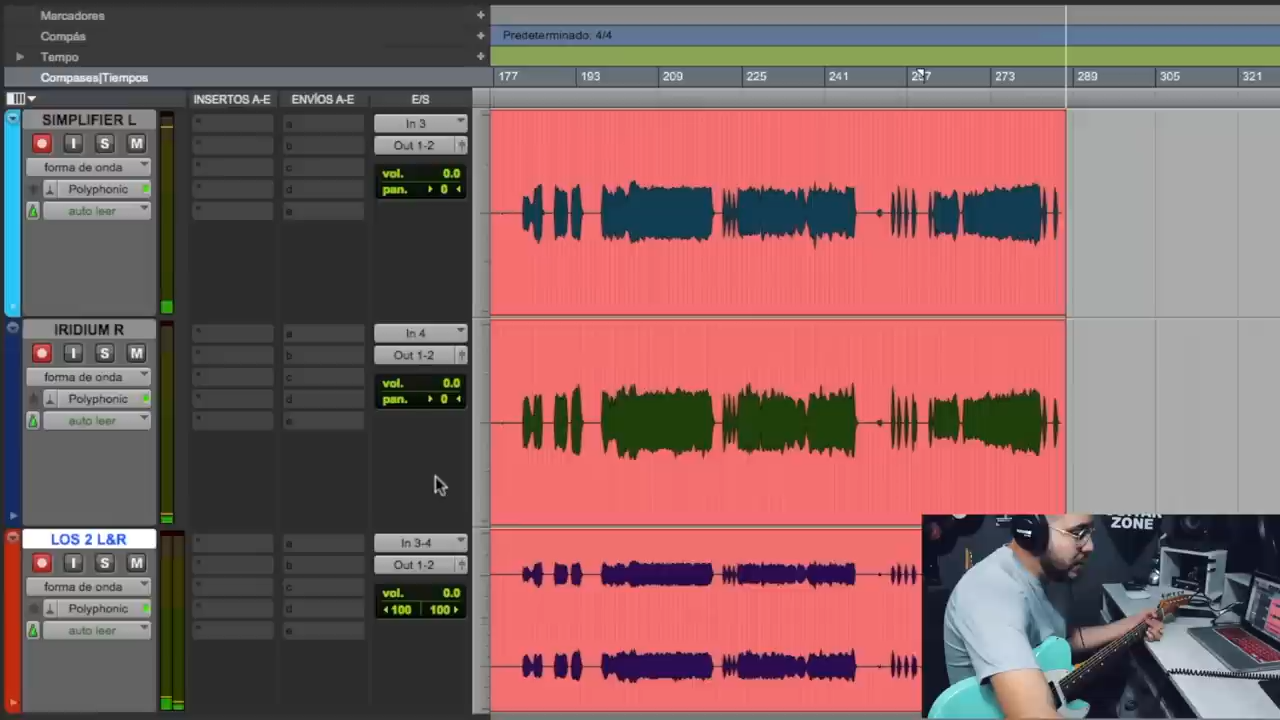 Marcadores +
Compás +
Predeterminado: 4/4
Tempo +
Compases|Tiempos
177 193 209 225 241 257 273 289 305 321
INSERTOS A-E ENVÍOS A-E E/S
SIMPLIFIER L
I S M
forma de onda
Polyphonic
auto leer
a
b
c
d
e
In 3
Out 1-2
vol. 0.0
pan. 0
IRIDIUM R
I S M
forma de onda
Polyphonic
auto leer
a
b
c
d
e
In 4
Out 1-2
vol. 0.0
pan. 0
LOS 2 L&R
I S M
forma de onda
Polyphonic
auto leer
a
b
c
d
e
In 3-4
Out 1-2
vol. 0.0
100 100
ZONE